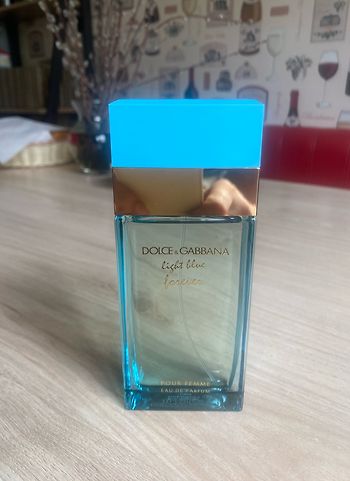 DOLCE & GABBANA
light blue
forever
POUR FEMME
EAU DE PARFUM